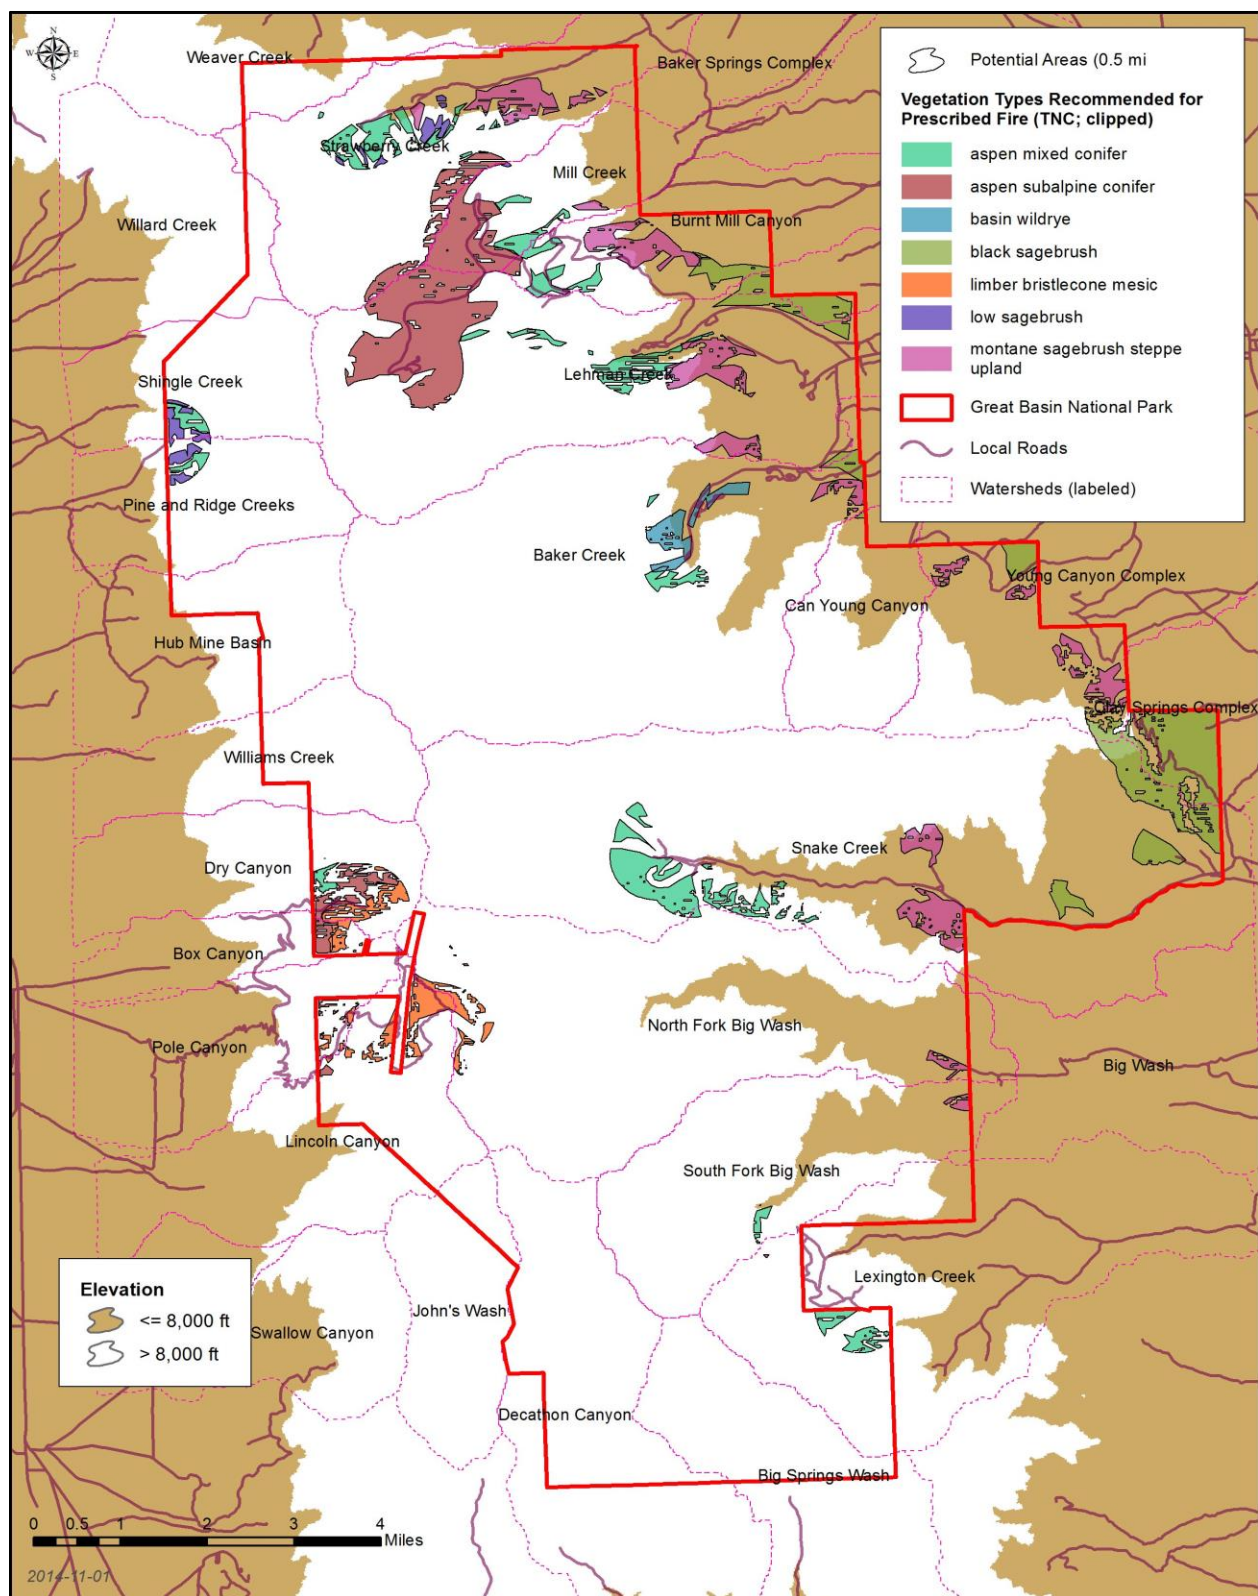 N
W E
S
Weaver Creek
Baker Springs Complex
Strawberry Creek
Mill Creek
Willard Creek
Burnt Mill Canyon
Shingle Creek
Lehman Creek
Pine and Ridge Creeks
Baker Creek
Young Canyon Complex
Can Young Canyon
Hub Mine Basin
Clay Springs Complex
Williams Creek
Snake Creek
Dry Canyon
Box Canyon
North Fork Big Wash
Pole Canyon
Big Wash
Lincoln Canyon
South Fork Big Wash
Lexington Creek
John's Wash
Swallow Canyon
Decathon Canyon
Big Springs Wash
Potential Areas (0.5 mi
Vegetation Types Recommended for
Prescribed Fire (TNC; clipped)
aspen mixed conifer
aspen subalpine conifer
basin wildrye
black sagebrush
limber bristlecone mesic
low sagebrush
montane sagebrush steppe
upland
Great Basin National Park
Local Roads
Watersheds (labeled)
Elevation
<= 8,000 ft
> 8,000 ft
0 0.5 1 2 3 4
Miles
2014-11-01